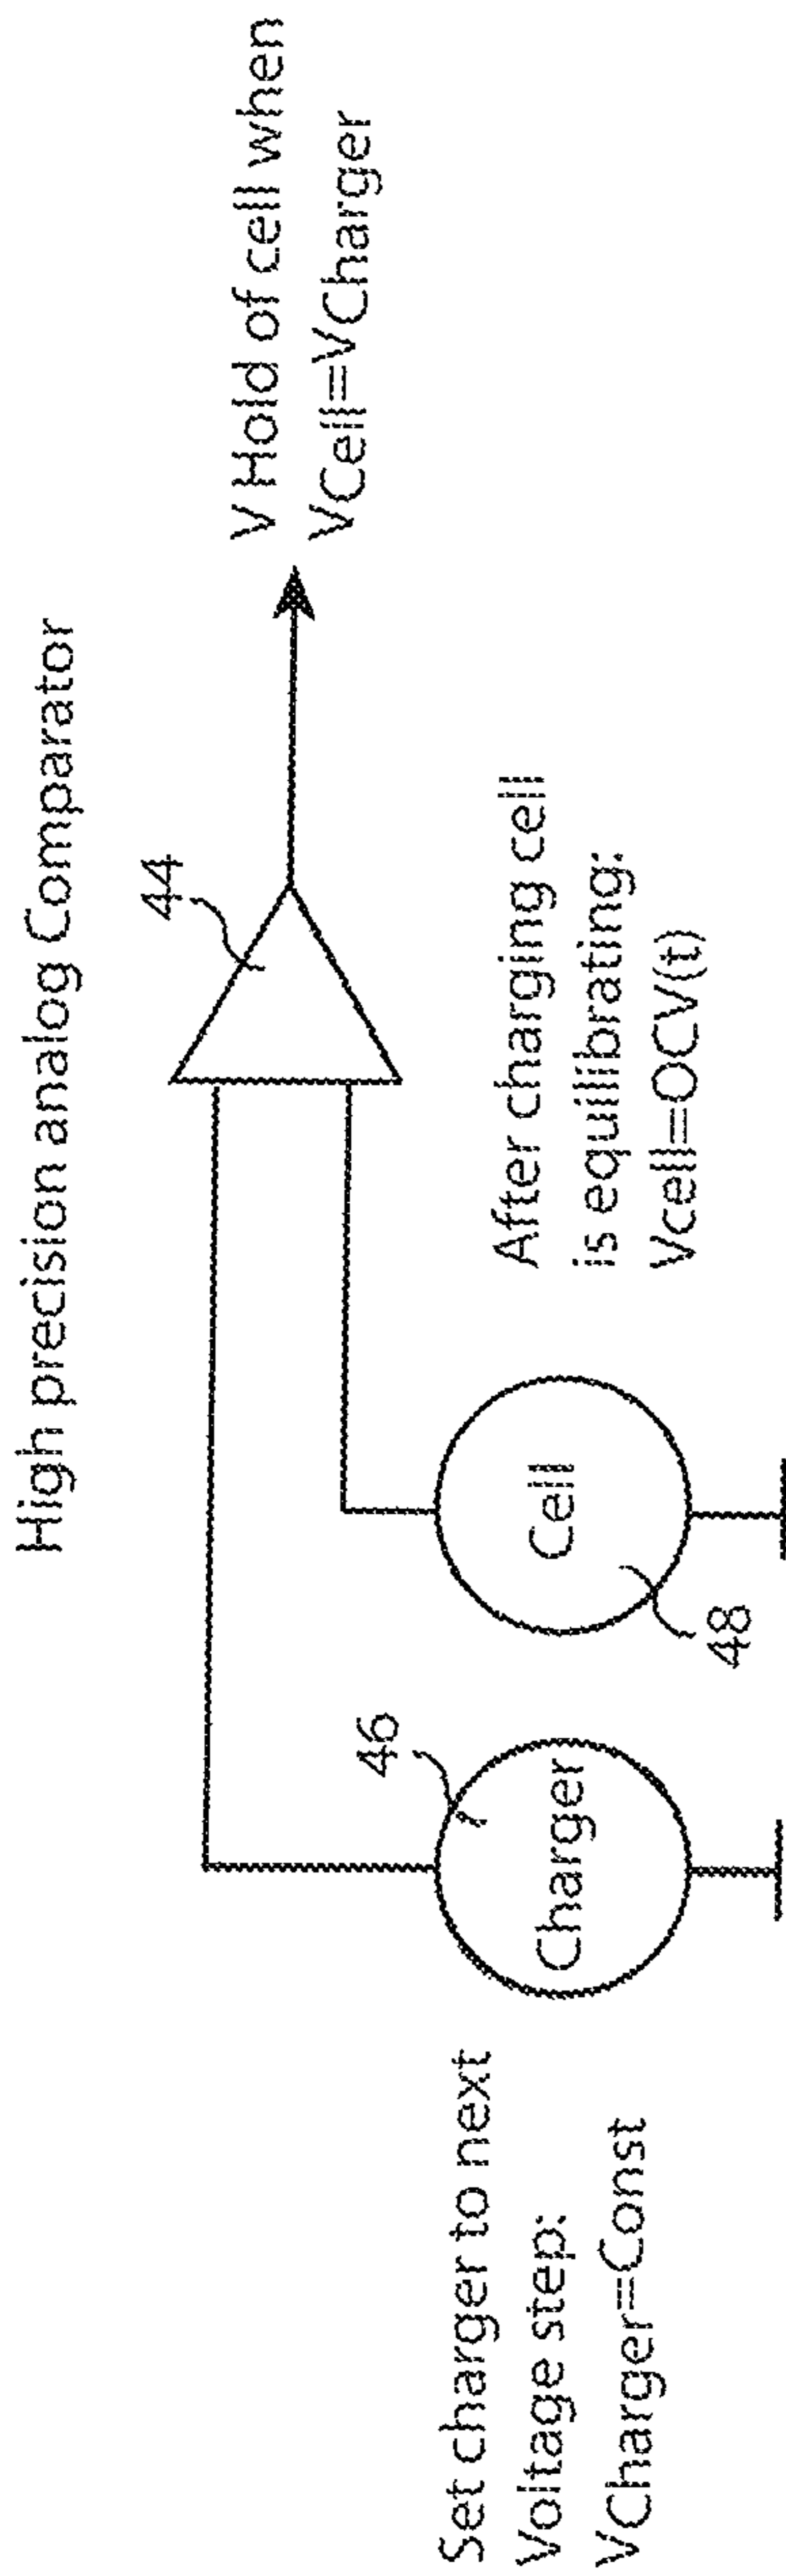 High precision analog Comparator
44
V Hold of cell when
VCell=VCharger
46
Charger
Cell
48
Set charger to next
Voltage step:
VCharger=Const
After charging cell
is equilibrating:
Vcell=OCV(t)